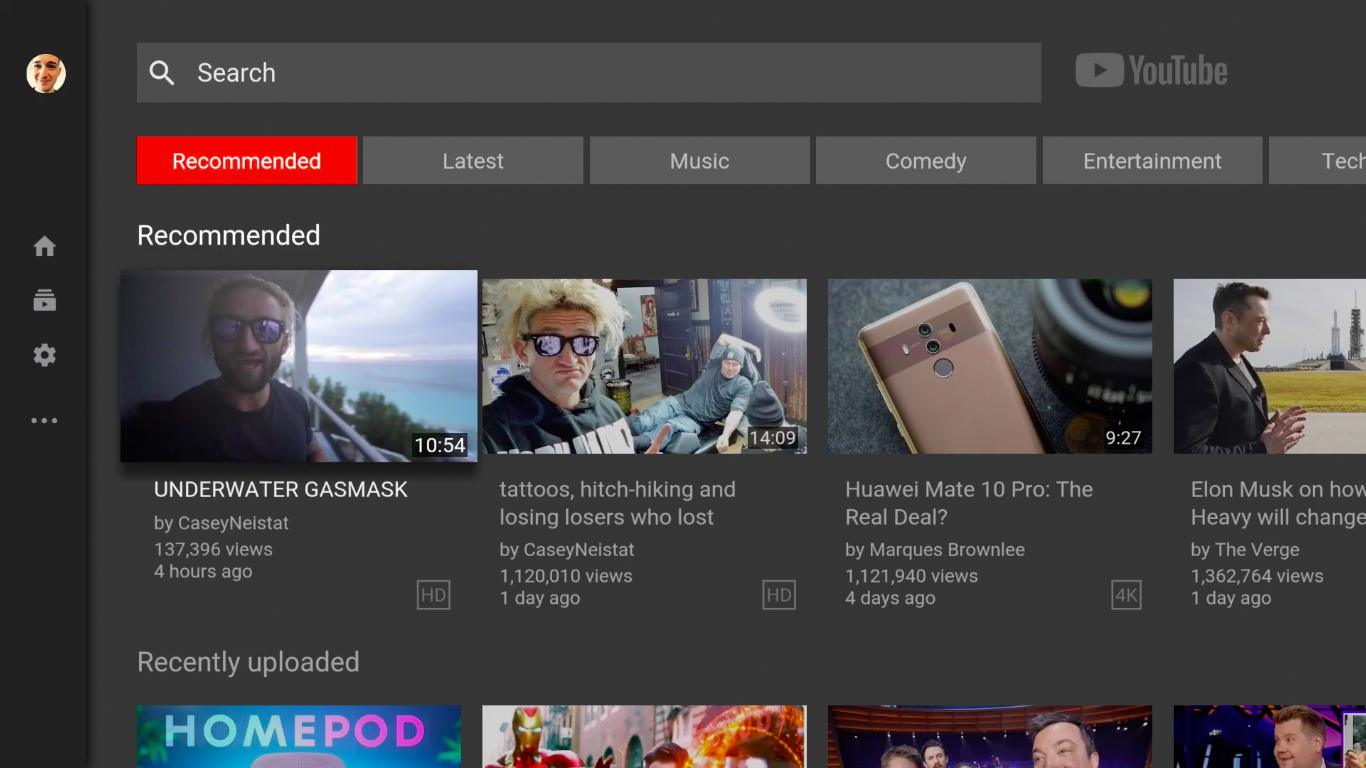 Search
YouTube
Recommended
Latest
Music
Comedy
Entertainment
Tech
Recommended
10:54
UNDERWATER GASMASK
by CaseyNeistat
137,396 views
4 hours ago
HD
14:09
tattoos, hitch-hiking and
losing losers who lost
by CaseyNeistat
1,120,010 views
1 day ago
HD
9:27
Huawei Mate 10 Pro: The
Real Deal?
by Marques Brownlee
1,121,940 views
4 days ago
4K
Elon Musk on how
Heavy will change
by The Verge
1,362,764 views
1 day ago
Recently uploaded
HOMEPOD